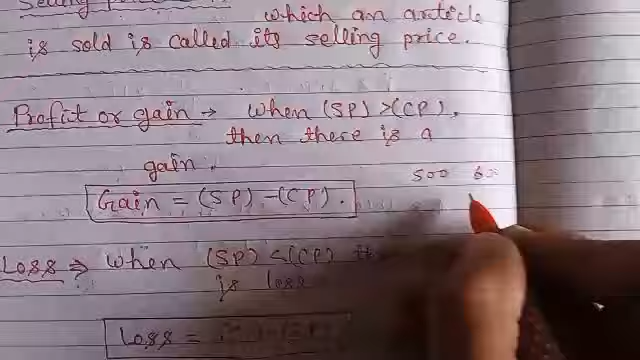 Selling
which an article
is sold is called its selling price.
Profit or gain → when (SP) >(CP),
then there is a
gain.
500
Gain = (SP) -(CP).
Loss ⇒ when (SP) <(CP)
is loss
Loss =